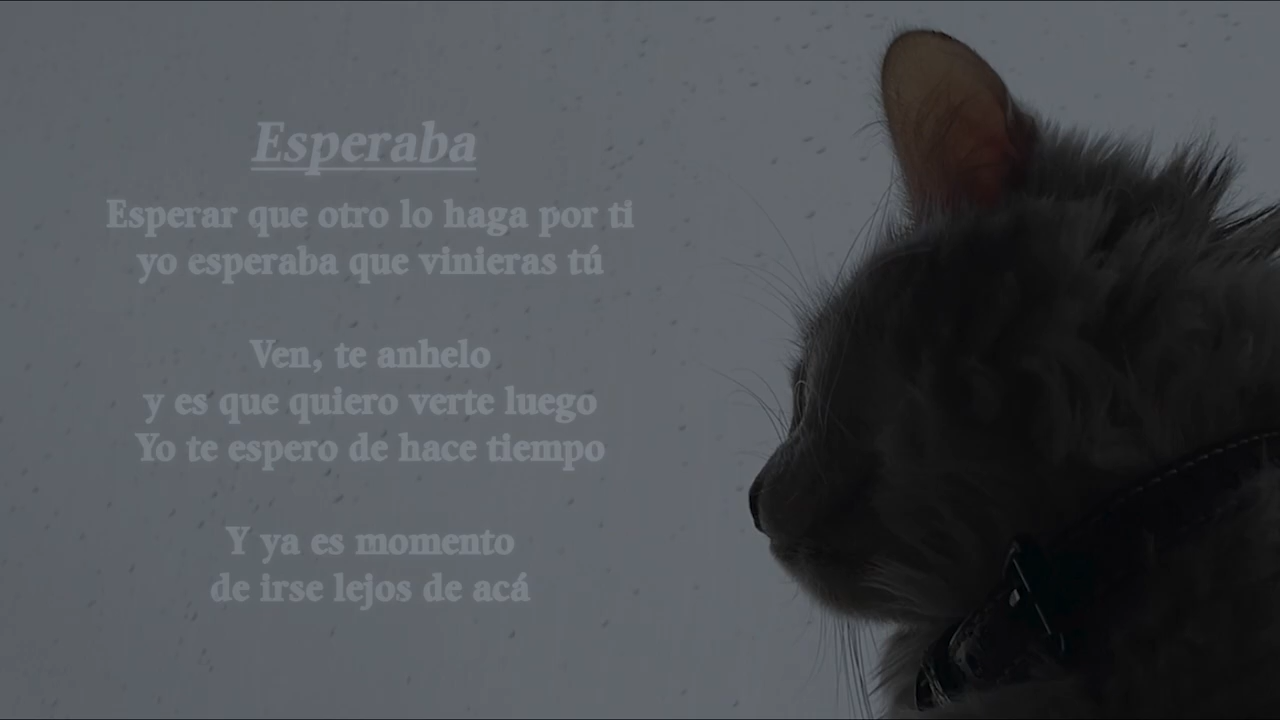 Esperaba
Esperar que otro lo haga por ti
yo esperaba que vinieras tú
Ven, te anhelo
y es que quiero verte luego
Yo te espero de hace tiempo
Y ya es momento
de irse lejos de acá